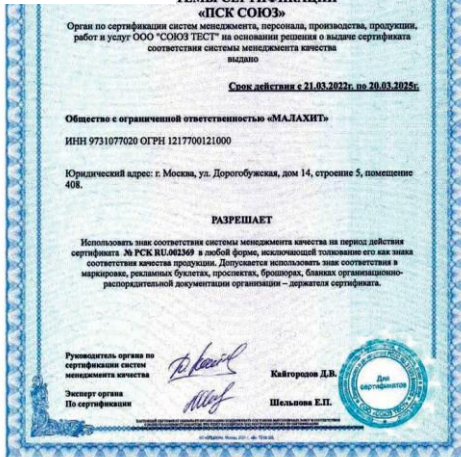 «ПСК СОЮЗ»
Орган по сертификации систем менеджмента, персонала, производства, продукции,
работ и услуг ООО "СОЮЗ ТЕСТ" на основании решения о выдаче сертификата
соответствия системы менеджмента качества
выдано
Срок действия с 21.03.2022г. по 20.03.2025г.
Общество с ограниченной ответственностью «МАЛАХИТ»
ИНН 9731077020 ОГРН 1217700121000
Юридический адрес: г. Москва, ул. Дорогобужская, дом 14, строение 5, помещение
408.
РАЗРЕШАЕТ
Использовать знак соответствия системы менеджмента качества на период действия
сертификата № РСК RU.002369 в любой форме, исключающей толкование его как знака
соответствия качества продукции. Допускается использовать знак соответствия в
маркировке, рекламных буклетах, проспектах, брошюрах, бланках организационно-
распорядительной документации организации – держателя сертификата.
Руководитель органа по
сертификации систем
менеджмента качества
Кайгородов Д.В.
Эксперт органа
По сертификации
Шельпова Е.П.
Для
сертификатов